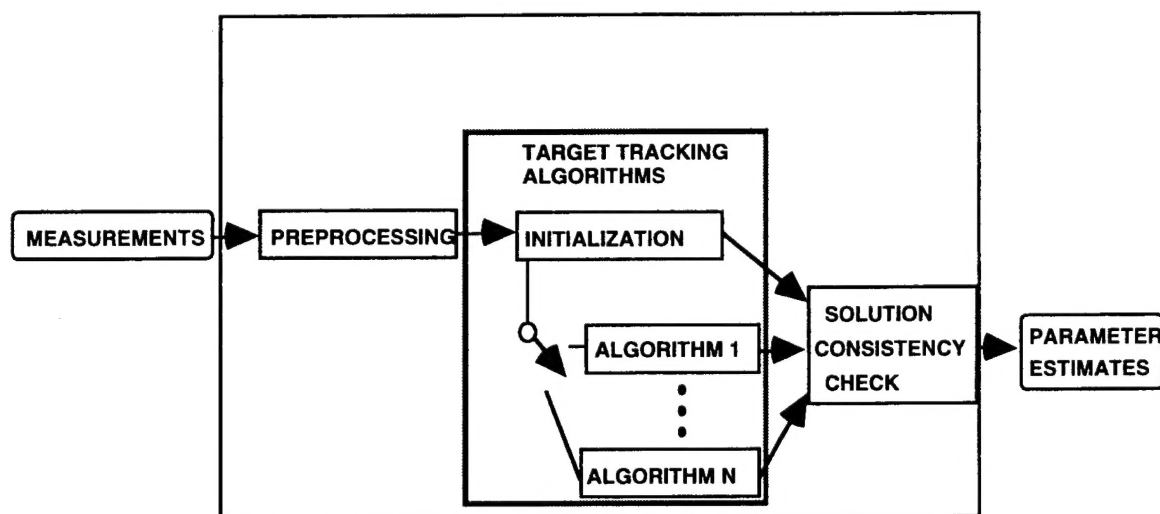 TARGET TRACKING
ALGORITHMS
MEASUREMENTS
PREPROCESSING
INITIALIZATION
ALGORITHM 1
ALGORITHM N
SOLUTION
CONSISTENCY
CHECK
PARAMETER
ESTIMATES